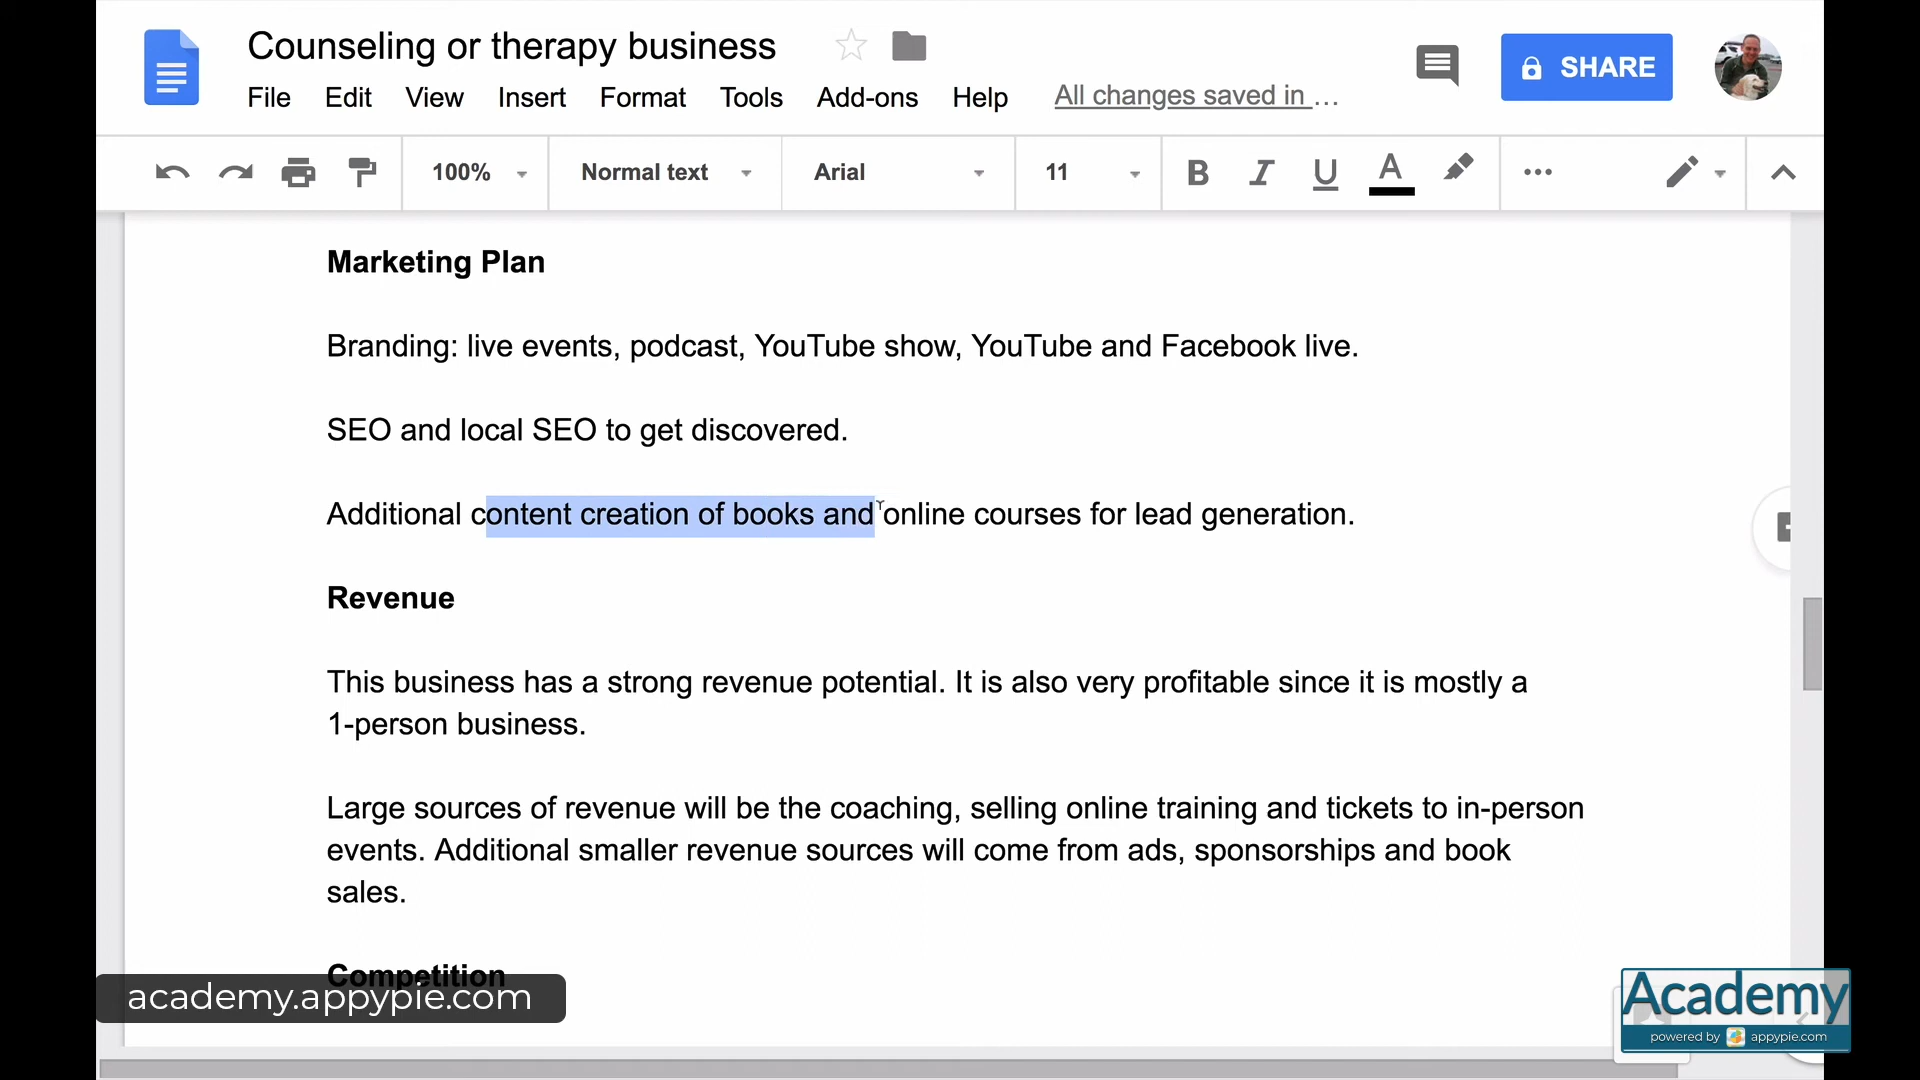 Counseling or therapy business
File Edit View Insert Format Tools Add-ons Help All changes saved in …
SHARE
100% Normal text Arial 11 B I U A
Marketing Plan
Branding: live events, podcast, YouTube show, YouTube and Facebook live.
SEO and local SEO to get discovered.
Additional content creation of books and online courses for lead generation.
Revenue
This business has a strong revenue potential. It is also very profitable since it is mostly a
1-person business.
Large sources of revenue will be the coaching, selling online training and tickets to in-person
events. Additional smaller revenue sources will come from ads, sponsorships and book
sales.
Competition
academy.appypie.com
Academy
powered by appypie.com